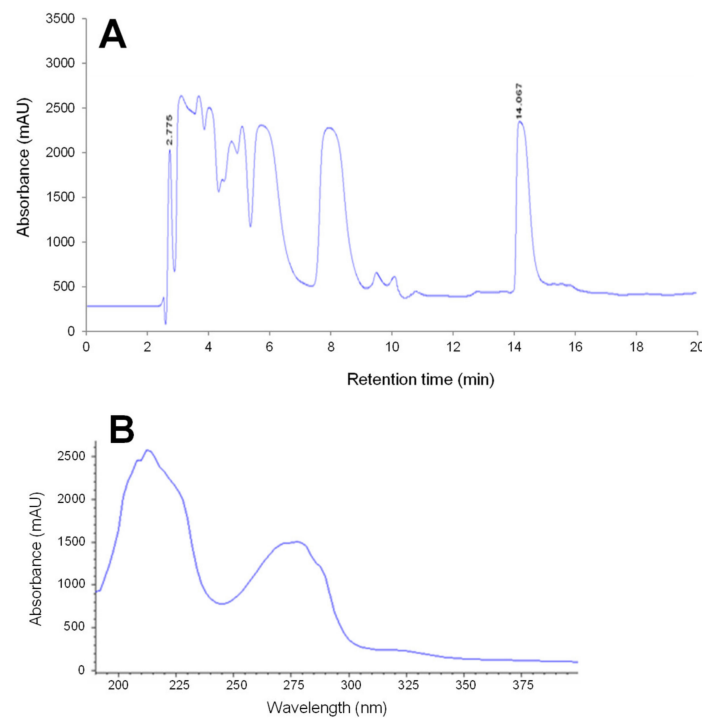 A
3500
3000
2500
2000
1500
1000
500
0
Absorbance (mAU)
2.775
14.067
0 2 4 6 8 10 12 14 16 18 20
Retention time (min)
B
2500
2000
1500
1000
500
0
Absorbance (mAU)
200 225 250 275 300 325 350 375
Wavelength (nm)